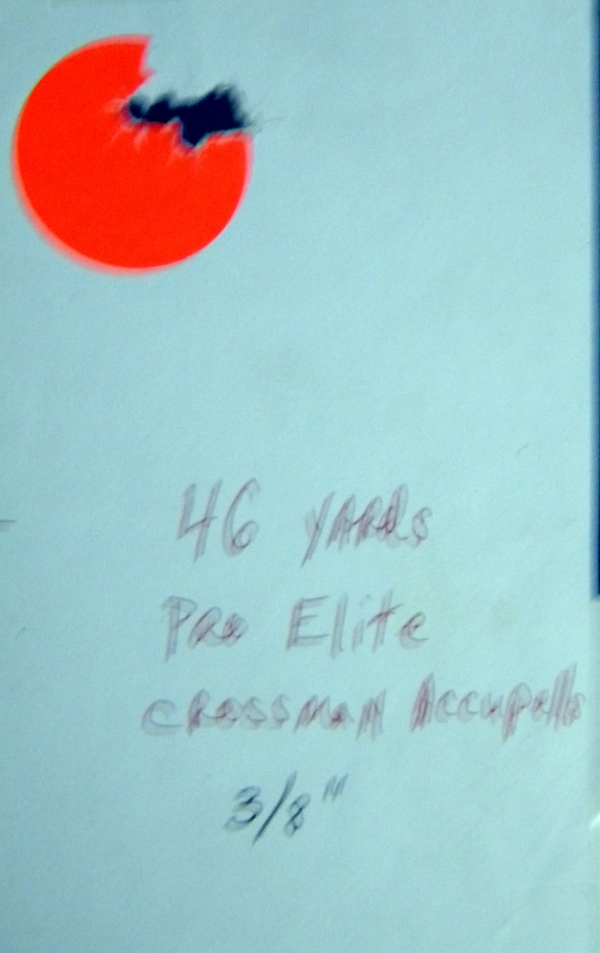 46 YARds
PRo Elite
CRossmaN Accupells
3/8"